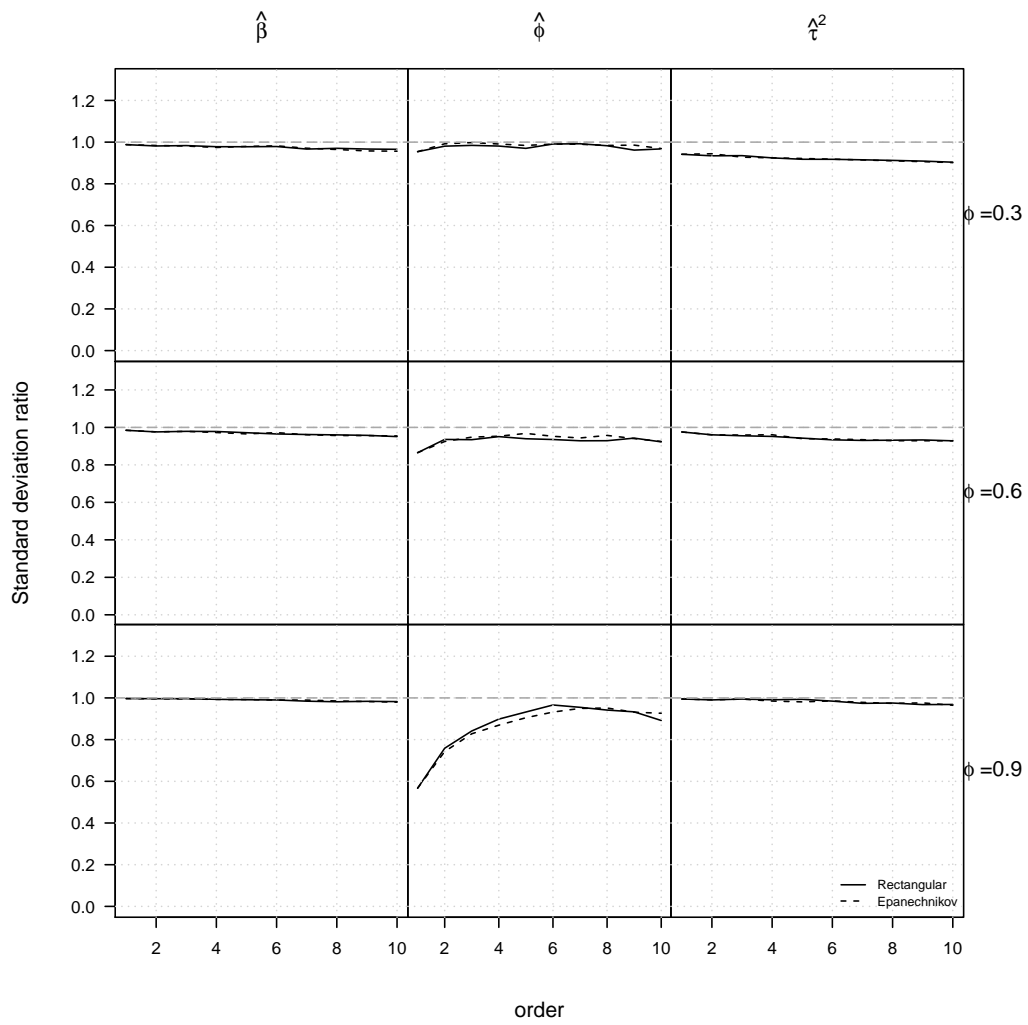 β̂ ϕ̂ τ̂²
1.2
1.0
0.8
0.6
0.4
0.2
0.0
ϕ =0.3
1.2
1.0
0.8
0.6
0.4
0.2
0.0
ϕ =0.6
Standard deviation ratio
1.2
1.0
0.8
0.6
0.4
0.2
0.0
ϕ =0.9
Rectangular
Epanechnikov
2 4 6 8 10 2 4 6 8 10 2 4 6 8 10
order